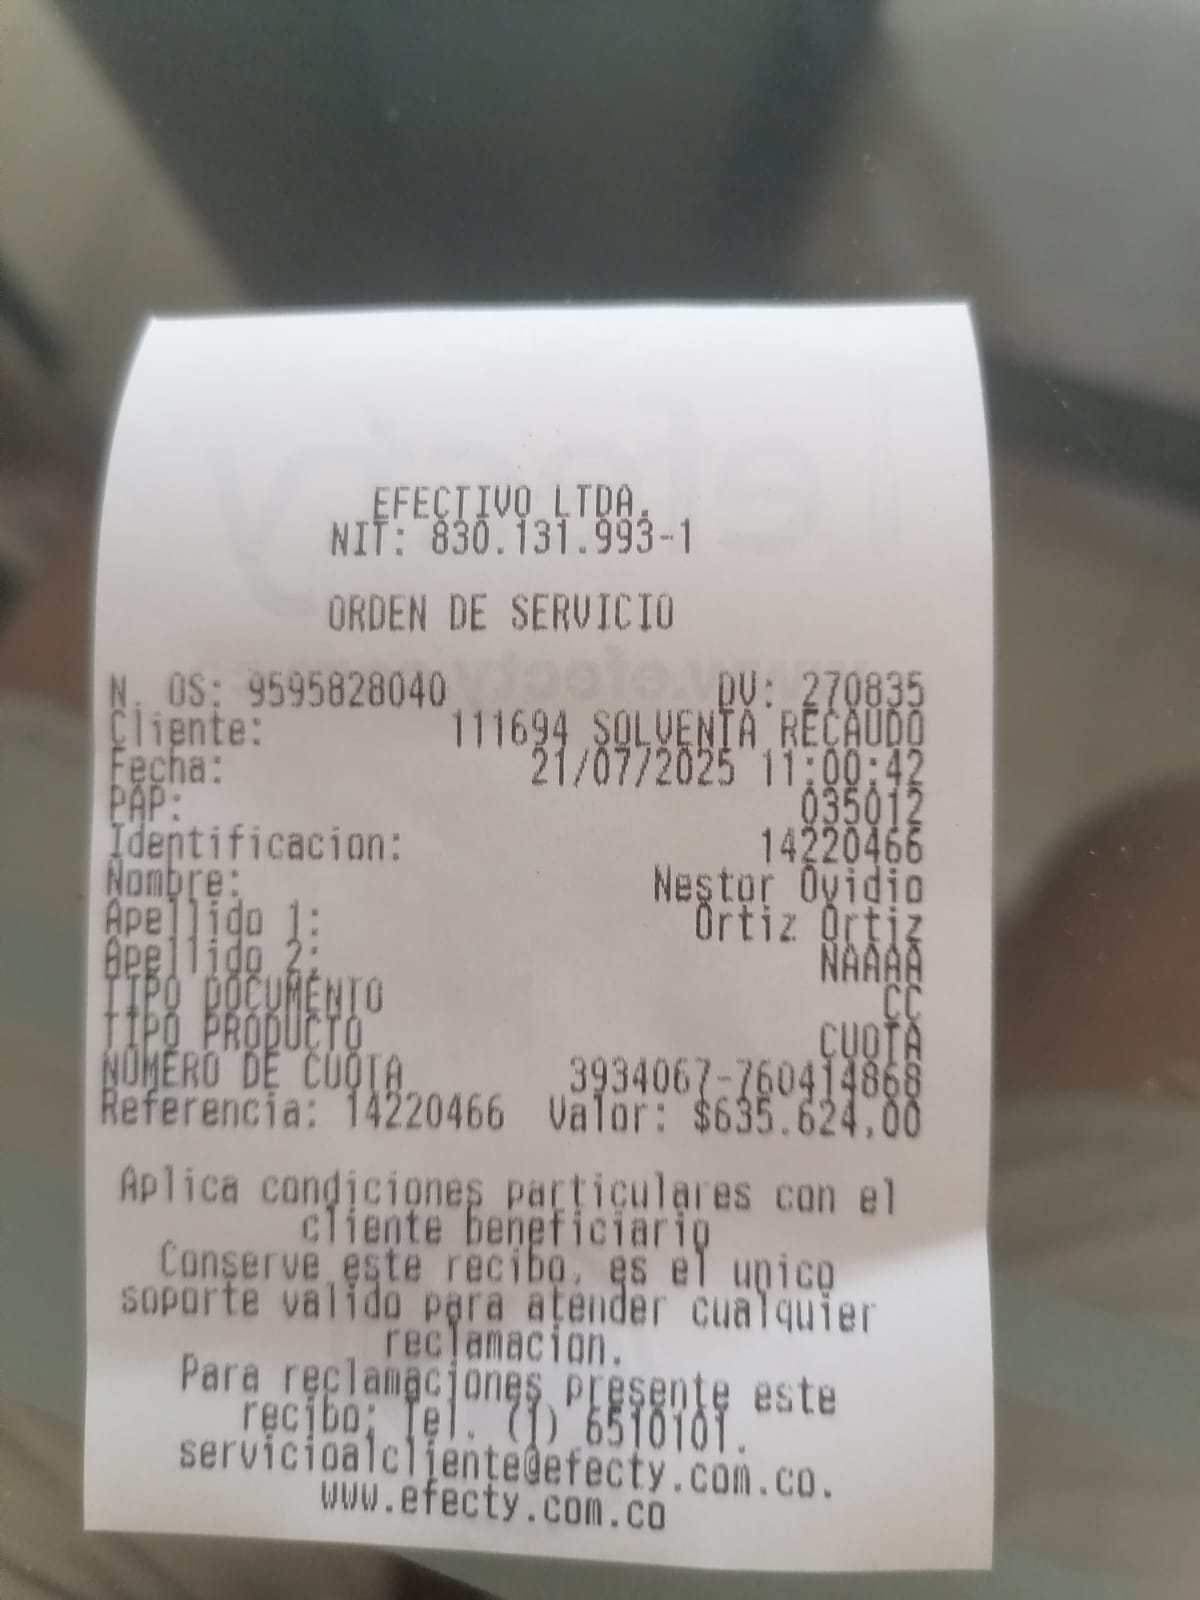 EFECTIVO LTDA.
NIT: 830.131.993-1
ORDEN DE SERVICIO
N. OS: 9595828040 DV: 270835
Cliente: 111694 SOLVENTA RECAUDO
Fecha: 21/07/2025 11:00:42
PAP: 035012
Identificacion: 14220466
Nombre: Nestor Ovidio
Apellido 1: Ortiz Ortiz
Apellido 2: NAAAA
TIPO DOCUMENTO CC
TIPO PRODUCTO CUOTA
NUMERO DE CUOTA 3934067-760414868
Referencia: 14220466 Valor: $635.624,00
Aplica condiciones particulares con el
cliente beneficiario
Conserve este recibo, es el unico
soporte valido para atender cualquier
reclamacion.
Para reclamaciones presente este
recibo: Tel. (1) 6510101.
servicioalcliente@efecty.com.co.
www.efecty.com.co